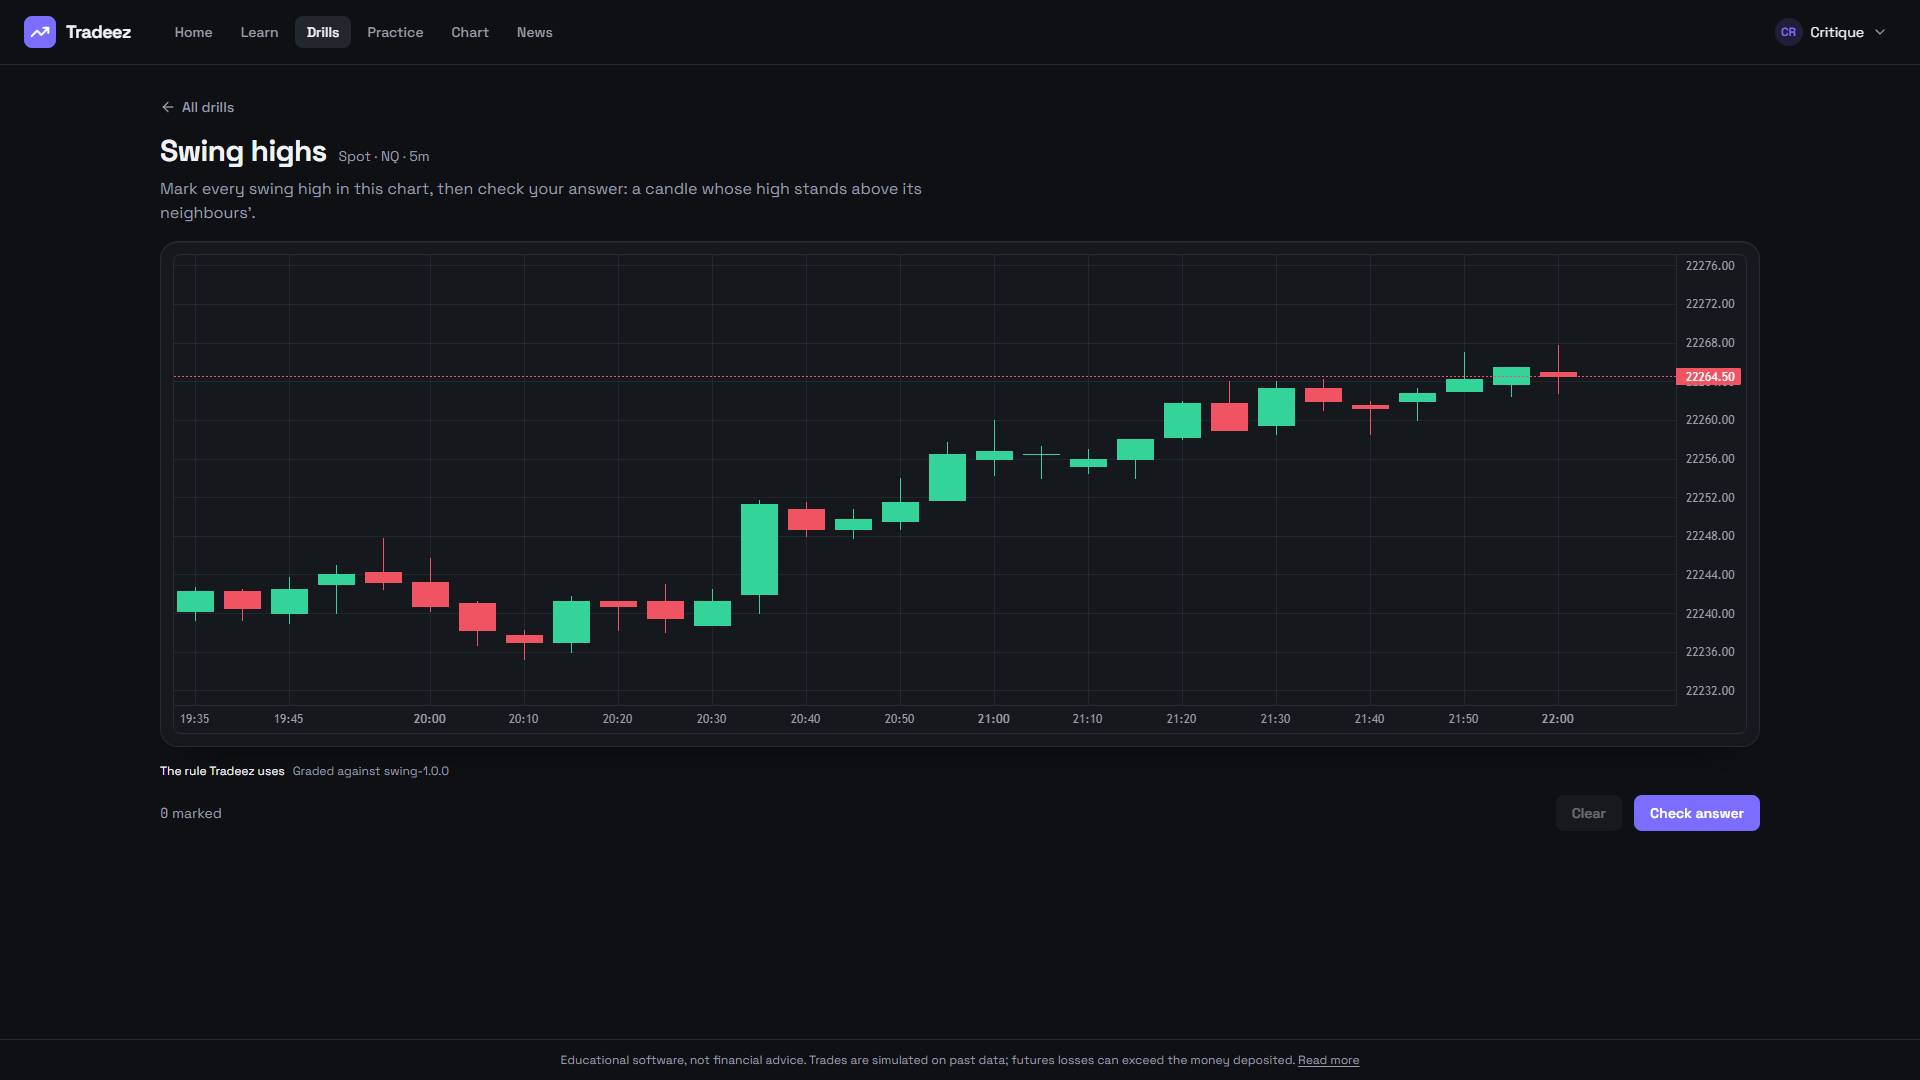 Tradeez
Home
Learn
Drills
Practice
Chart
News
CR
Critique
All drills
Swing highs
Spot · NQ · 5m
Mark every swing high in this chart, then check your answer: a candle whose high stands above its
neighbours’.
22276.00
22272.00
22268.00
22264.50
22260.00
22256.00
22252.00
22248.00
22244.00
22240.00
22236.00
22232.00
19:35
19:45
20:00
20:10
20:20
20:30
20:40
20:50
21:00
21:10
21:20
21:30
21:40
21:50
22:00
The rule Tradeez uses
Graded against swing-1.0.0
0 marked
Clear
Check answer
Educational software, not financial advice. Trades are simulated on past data; futures losses can exceed the money deposited. Read more